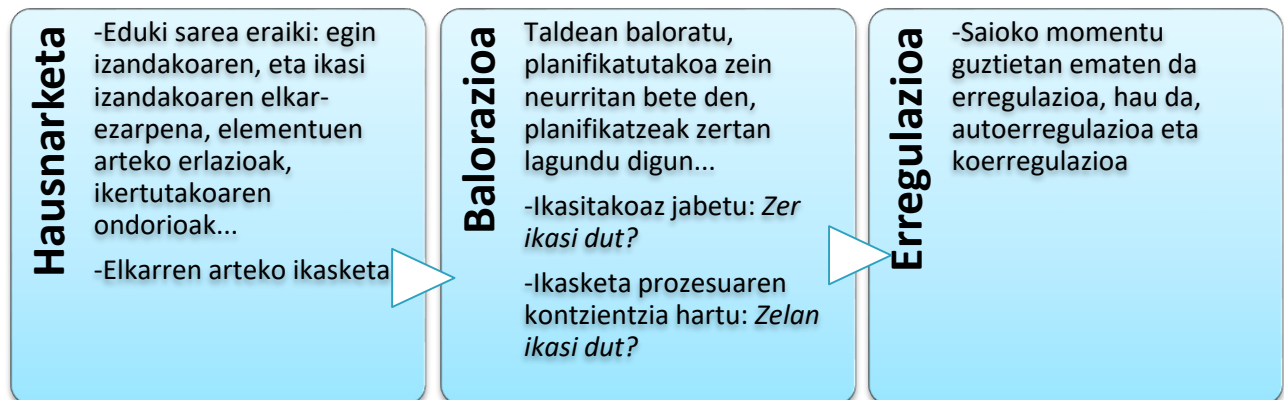 Hausnarketa
-Eduki sarea eraiki: egin
izandakoaren, eta ikasi
izandakoaren elkar-
ezarpena, elementuen
arteko erlazioak,
ikertutakoaren
ondorioak...
-Elkarren arteko ikasketa
Balorazioa
Taldean baloratu,
planifikatutakoa zein
neurritan bete den,
planifikatzeak zertan
lagundu digun...
-Ikasitakoaz jabetu: Zer
ikasi dut?
-Ikasketa prozesuaren
kontzientzia hartu: Zelan
ikasi dut?
Erregulazioa
-Saioko momentu
guztietan ematen da
erregulazioa, hau da,
autoerregulazioa eta
koerregulazioa